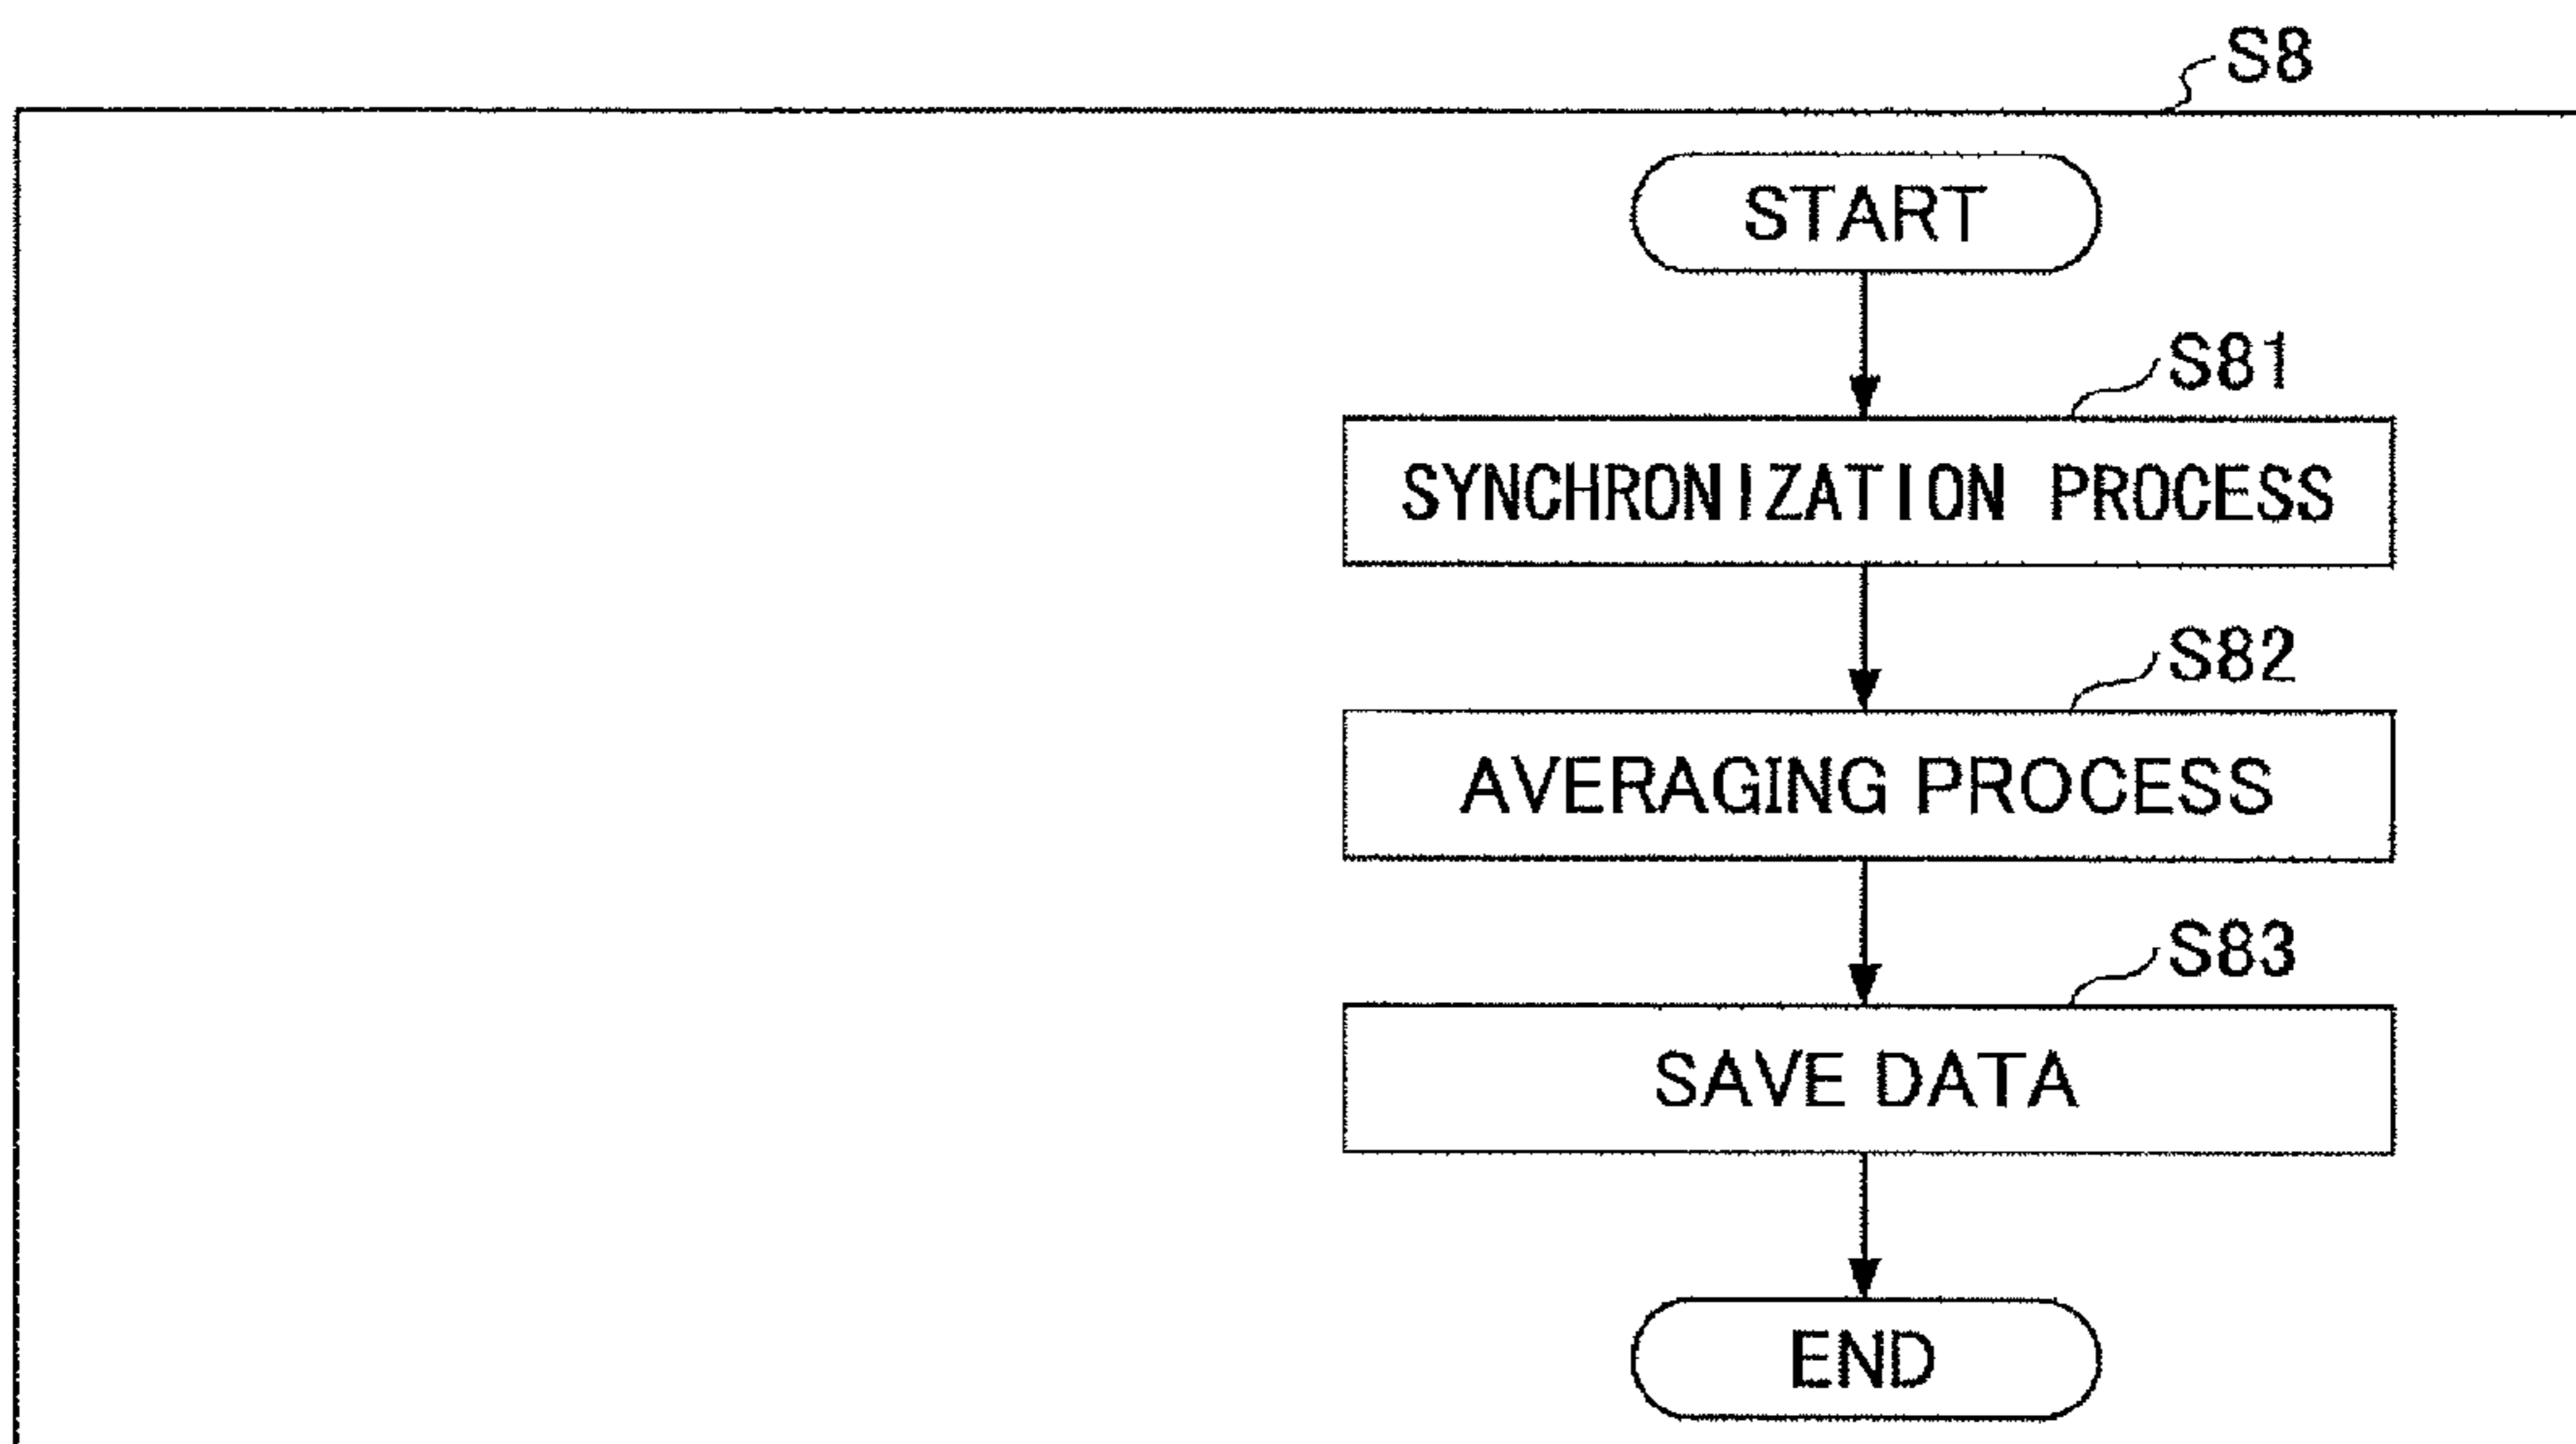 S8
START
S81
SYNCHRONIZATION PROCESS
S82
AVERAGING PROCESS
S83
SAVE DATA
END